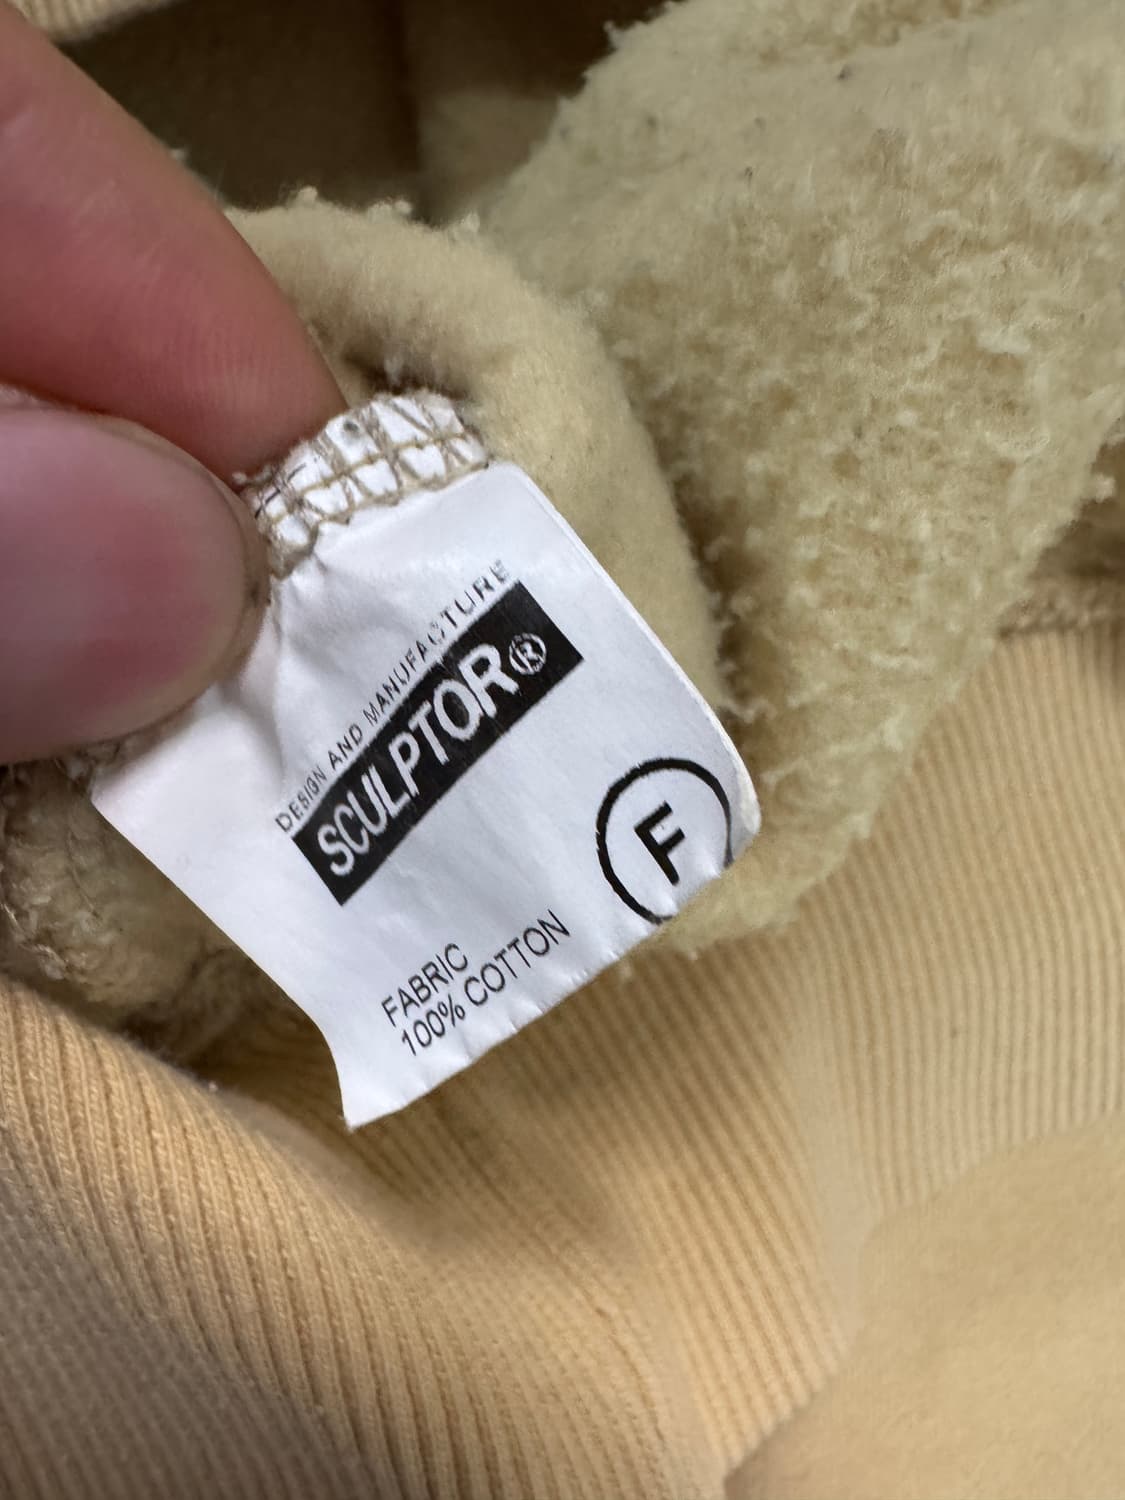 DESIGN AND MANUFACTURE
SCULPTOR®
F
FABRIC
100% COTTON